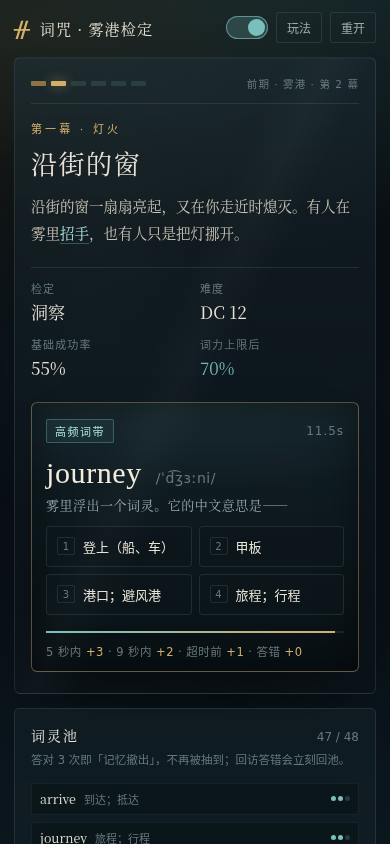 # 词咒 · 雾港检定
玩法
重开
前期 · 雾港 · 第 2 幕
第一幕 · 灯火
沿街的窗
沿街的窗一扇扇亮起，又在你走近时熄灭。有人在
雾里招手，也有人只是把灯挪开。
检定
难度
洞察
DC 12
基础成功率
词力上限后
55%
70%
高频词带
11.5s
journey /ˈd͡ʒɜːni/
雾里浮出一个词灵。它的中文意思是——
1 登上（船、车）
2 甲板
3 港口；避风港
4 旅程；行程
5 秒内 +3 · 9 秒内 +2 · 超时前 +1 · 答错 +0
词灵池
47 / 48
答对 3 次即「记忆撤出」，不再被抽到；回访答错会立刻回池。
arrive 到达；抵达
journey 旅程；行程